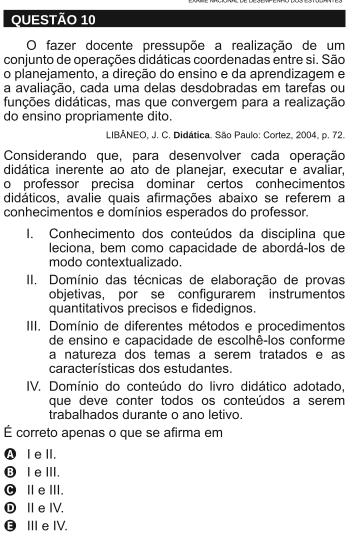 EXAME NACIONAL DE DESEMPENHO DOS ESTUDANTES
QUESTÃO 10
O fazer docente pressupõe a realização de um
conjunto de operações didáticas coordenadas entre si. São
o planejamento, a direção do ensino e da aprendizagem e
a avaliação, cada uma delas desdobradas em tarefas ou
funções didáticas, mas que convergem para a realização
do ensino propriamente dito.
LIBÂNEO, J. C. Didática. São Paulo: Cortez, 2004, p. 72.
Considerando que, para desenvolver cada operação
didática inerente ao ato de planejar, executar e avaliar,
o professor precisa dominar certos conhecimentos
didáticos, avalie quais afirmações abaixo se referem a
conhecimentos e domínios esperados do professor.
I. Conhecimento dos conteúdos da disciplina que
leciona, bem como capacidade de abordá-los de
modo contextualizado.
II. Domínio das técnicas de elaboração de provas
objetivas, por se configurarem instrumentos
quantitativos precisos e fidedignos.
III. Domínio de diferentes métodos e procedimentos
de ensino e capacidade de escolhê-los conforme
a natureza dos temas a serem tratados e as
características dos estudantes.
IV. Domínio do conteúdo do livro didático adotado,
que deve conter todos os conteúdos a serem
trabalhados durante o ano letivo.
É correto apenas o que se afirma em
A I e II.
B I e III.
C II e III.
D II e IV.
E III e IV.